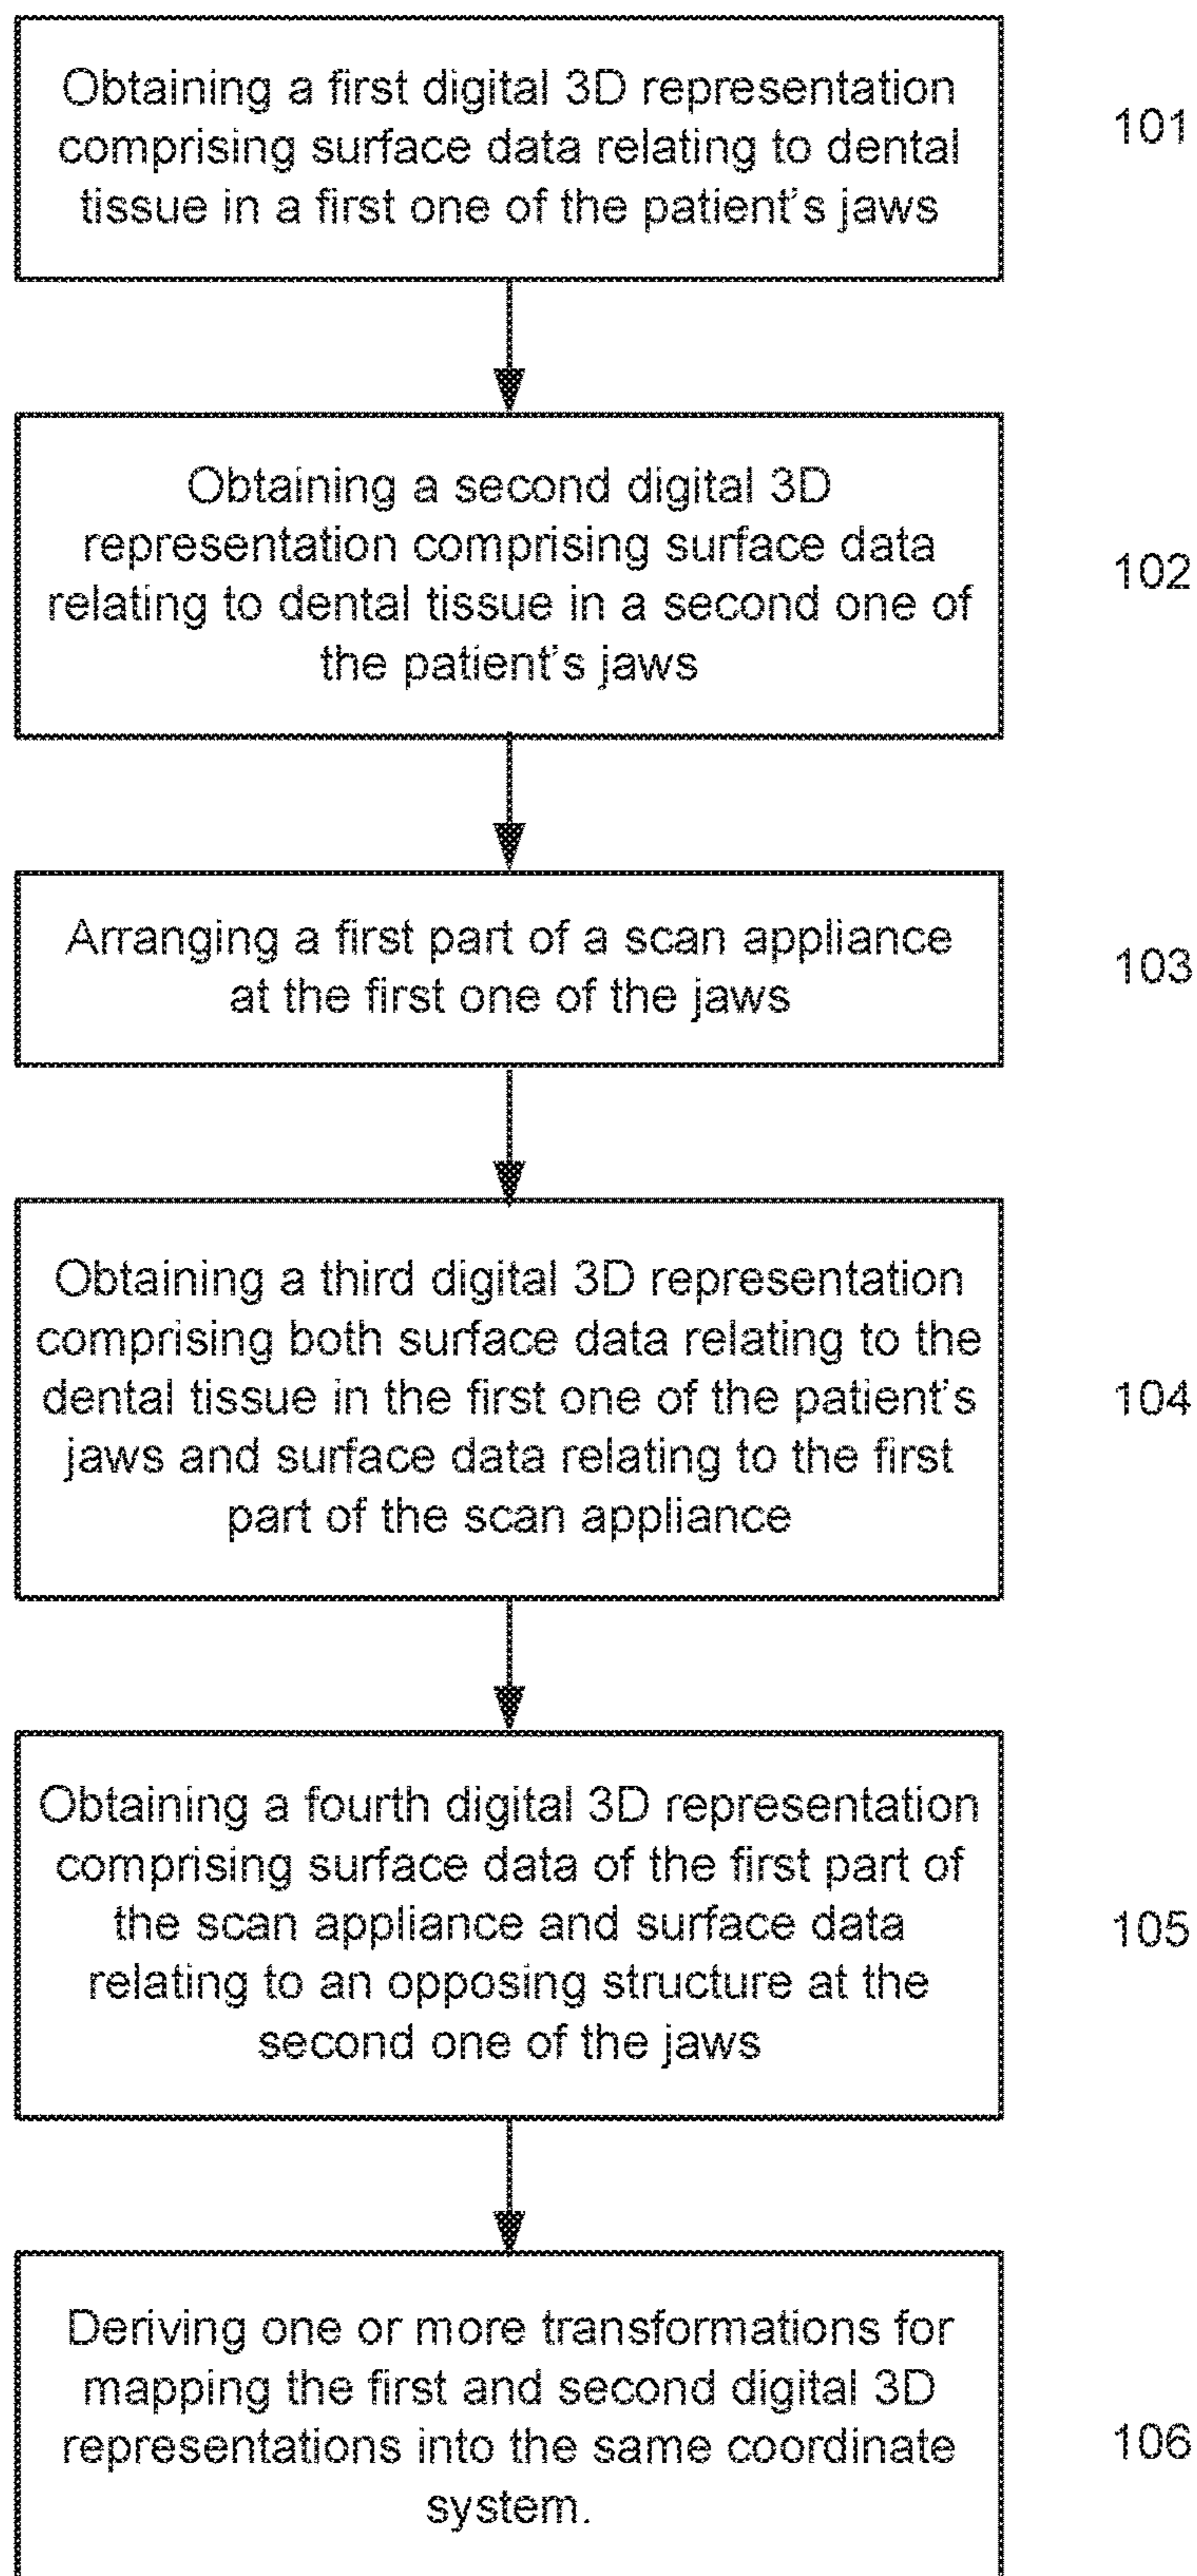 Obtaining a first digital 3D representation
comprising surface data relating to dental
tissue in a first one of the patient's jaws
101
Obtaining a second digital 3D
representation comprising surface data
relating to dental tissue in a second one of
the patient's jaws
102
Arranging a first part of a scan appliance
at the first one of the jaws
103
Obtaining a third digital 3D representation
comprising both surface data relating to the
dental tissue in the first one of the patient's
jaws and surface data relating to the first
part of the scan appliance
104
Obtaining a fourth digital 3D representation
comprising surface data of the first part of
the scan appliance and surface data
relating to an opposing structure at the
second one of the jaws
105
Deriving one or more transformations for
mapping the first and second digital 3D
representations into the same coordinate
system.
106